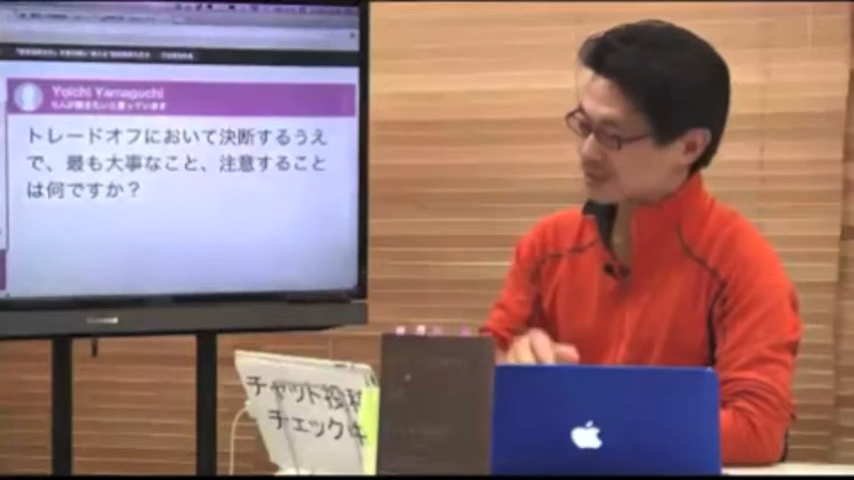 Yoichi Yamaguchi
トレードオフにおいて決断するうえ
で、最も大事なこと、注意すること
は何ですか？
チャット投稿
チェック中